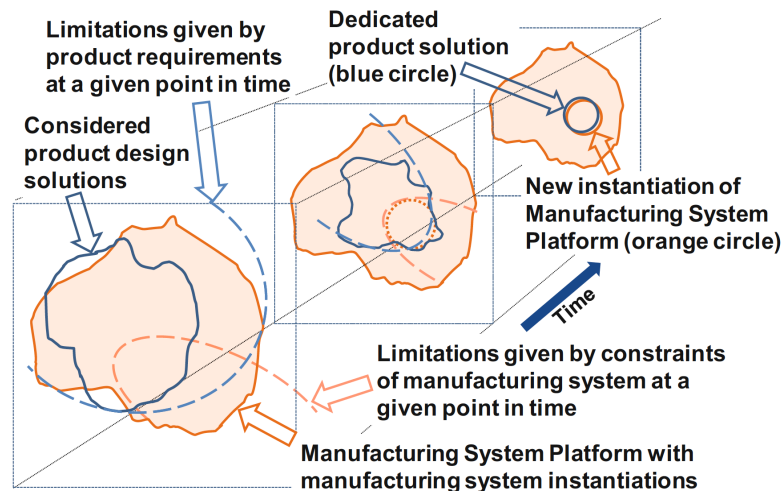 Limitations given by
product requirements
at a given point in time
Dedicated
product solution
(blue circle)
Considered
product design
solutions
New instantiation of
Manufacturing System
Platform (orange circle)
Time
Limitations given by constraints
of manufacturing system at a
given point in time
Manufacturing System Platform with
manufacturing system instantiations